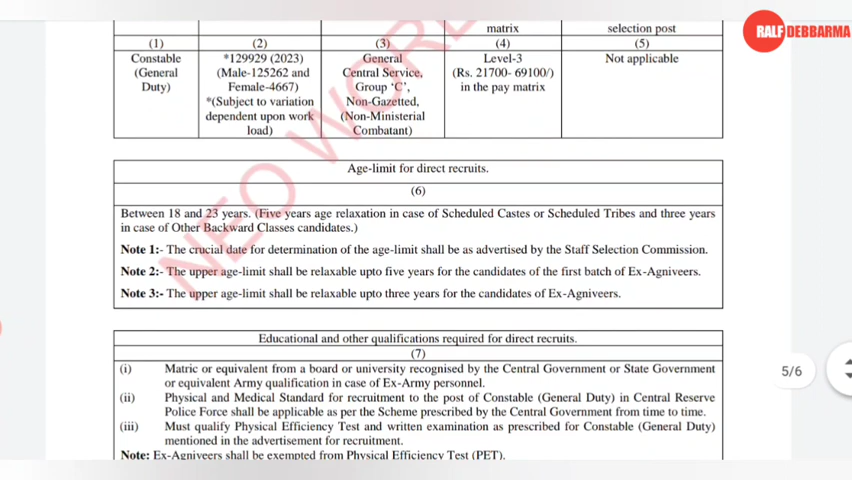 matrix
selection post
RALF DEBBARMA
(1)
(2)
(3)
(4)
(5)
Constable
(General
Duty)
*129929 (2023)
(Male-125262 and
Female-4667)
*(Subject to variation
dependent upon work
load)
General
Central Service,
Group ‘C’,
Non-Gazetted,
(Non-Ministerial
Combatant)
Level-3
(Rs. 21700- 69100/)
in the pay matrix
Not applicable
NEO WOR
Age-limit for direct recruits.
(6)
Between 18 and 23 years. (Five years age relaxation in case of Scheduled Castes or Scheduled Tribes and three years
in case of Other Backward Classes candidates.)
Note 1:- The crucial date for determination of the age-limit shall be as advertised by the Staff Selection Commission.
Note 2:- The upper age-limit shall be relaxable upto five years for the candidates of the first batch of Ex-Agniveers.
Note 3:- The upper age-limit shall be relaxable upto three years for the candidates of Ex-Agniveers.
Educational and other qualifications required for direct recruits.
(7)
(i) Matric or equivalent from a board or university recognised by the Central Government or State Government
or equivalent Army qualification in case of Ex-Army personnel.
(ii) Physical and Medical Standard for recruitment to the post of Constable (General Duty) in Central Reserve
Police Force shall be applicable as per the Scheme prescribed by the Central Government from time to time.
(iii) Must qualify Physical Efficiency Test and written examination as prescribed for Constable (General Duty)
mentioned in the advertisement for recruitment.
Note: Ex-Agniveers shall be exempted from Physical Efficiency Test (PET).
5/6